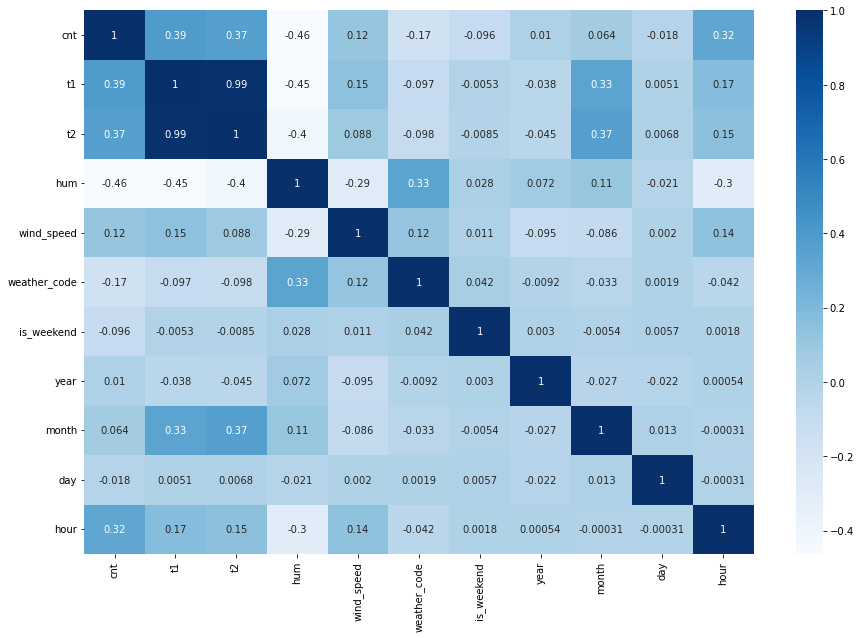 cnt 1 0.39 0.37 -0.46 0.12 -0.17 -0.096 0.01 0.064 -0.018 0.32
t1 0.39 1 0.99 -0.45 0.15 -0.097 -0.0053 -0.038 0.33 0.0051 0.17
t2 0.37 0.99 1 -0.4 0.088 -0.098 -0.0085 -0.045 0.37 0.0068 0.15
hum -0.46 -0.45 -0.4 1 -0.29 0.33 0.028 0.072 0.11 -0.021 -0.3
wind_speed 0.12 0.15 0.088 -0.29 1 0.12 0.011 -0.095 -0.086 0.002 0.14
weather_code -0.17 -0.097 -0.098 0.33 0.12 1 0.042 -0.0092 -0.033 0.0019 -0.042
is_weekend -0.096 -0.0053 -0.0085 0.028 0.011 0.042 1 0.003 -0.0054 0.0057 0.0018
year 0.01 -0.038 -0.045 0.072 -0.095 -0.0092 0.003 1 -0.027 -0.022 0.00054
month 0.064 0.33 0.37 0.11 -0.086 -0.033 -0.0054 -0.027 1 0.013 -0.00031
day -0.018 0.0051 0.0068 -0.021 0.002 0.0019 0.0057 -0.022 0.013 1 -0.00031
hour 0.32 0.17 0.15 -0.3 0.14 -0.042 0.0018 0.00054 -0.00031 -0.00031 1
cnt t1 t2 hum wind_speed weather_code is_weekend year month day hour
1.0
0.8
0.6
0.4
0.2
0.0
−0.2
−0.4